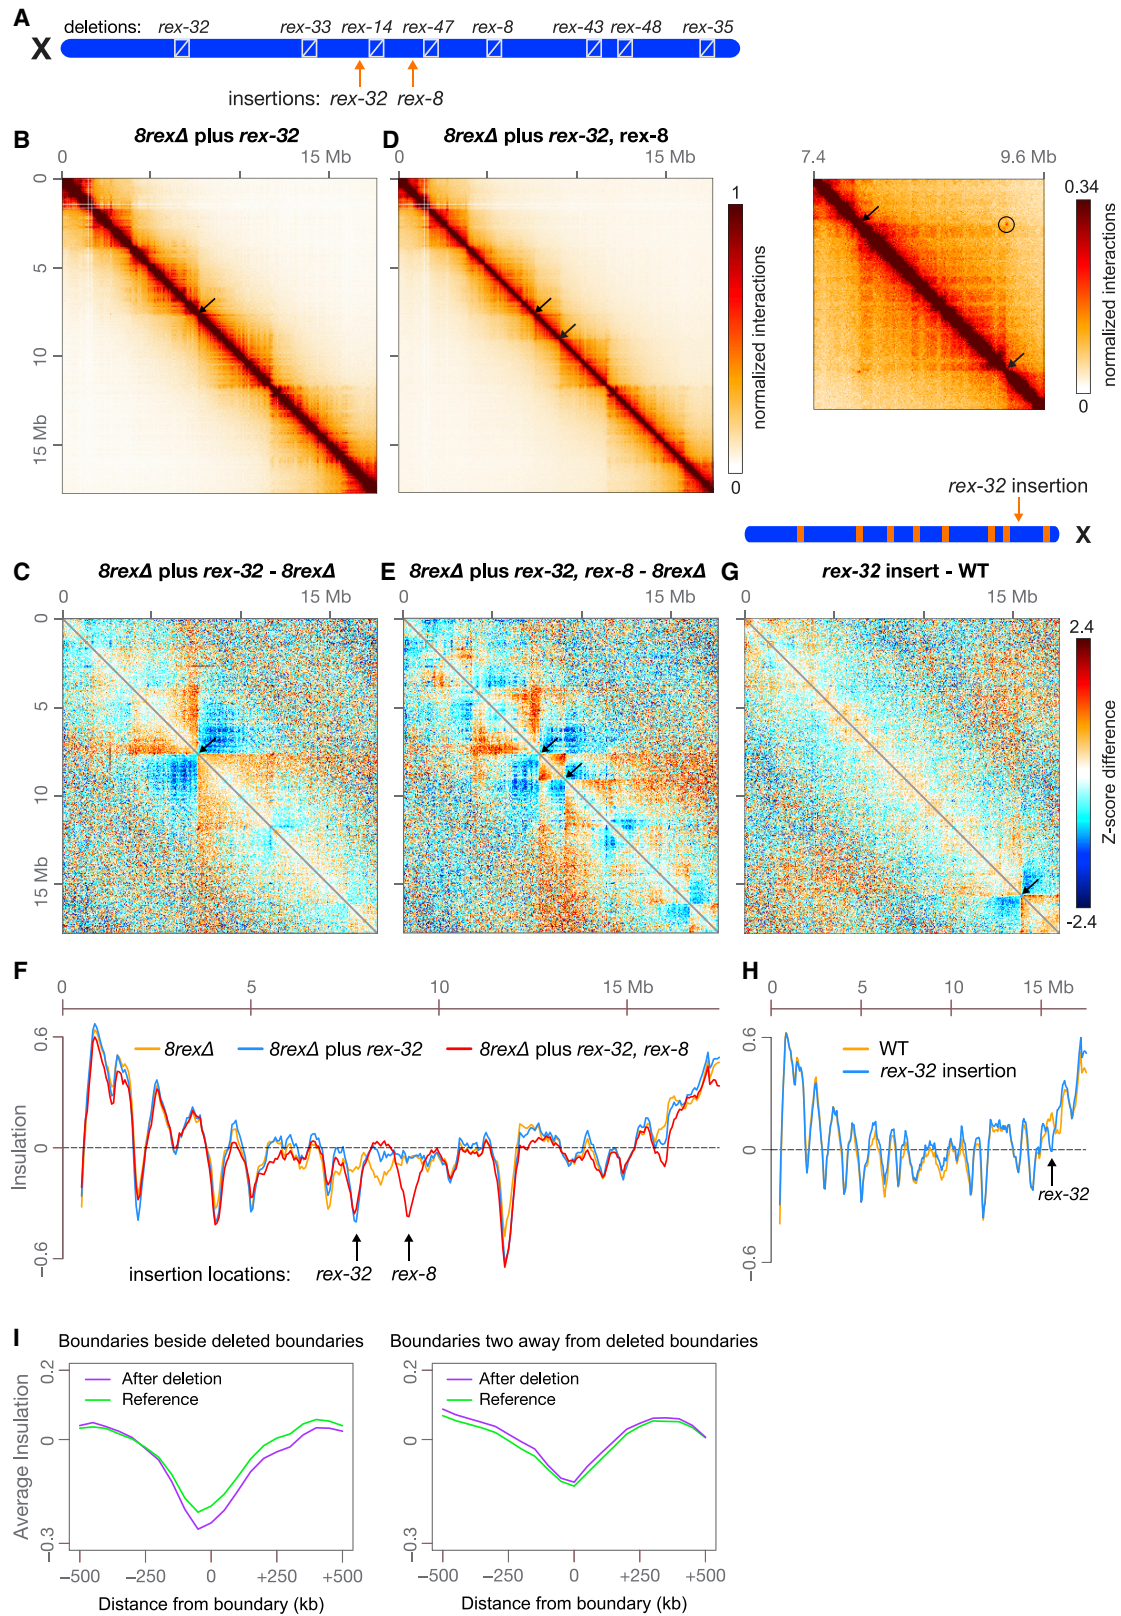 A
deletions: rex-32 rex-33 rex-14 rex-47 rex-8 rex-43 rex-48 rex-35
X
insertions: rex-32 rex-8
B 8rexΔ plus rex-32
0 15 Mb
0
5
10
15 Mb
D 8rexΔ plus rex-32, rex-8
0 15 Mb
1
normalized interactions
0
7.4 9.6 Mb
0.34
normalized interactions
0
rex-32 insertion
X
C 8rexΔ plus rex-32 - 8rexΔ
0 15 Mb
0
5
10
15 Mb
E 8rexΔ plus rex-32, rex-8 - 8rexΔ
0 15 Mb
G rex-32 insert - WT
0 15 Mb
2.4
Z-score difference
-2.4
F
0 5 10 15 Mb
0.6
0
−0.6
Insulation
8rexΔ 8rexΔ plus rex-32 8rexΔ plus rex-32, rex-8
insertion locations: rex-32 rex-8
H
0 5 10 15 Mb
0.6
0
−0.6
WT
rex-32 insertion
rex-32
I
Boundaries beside deleted boundaries
0.2
0
−0.3
Average Insulation
After deletion
Reference
−500 −250 0 +250 +500
Distance from boundary (kb)
Boundaries two away from deleted boundaries
0.2
0
−0.3
After deletion
Reference
−500 −250 0 +250 +500
Distance from boundary (kb)